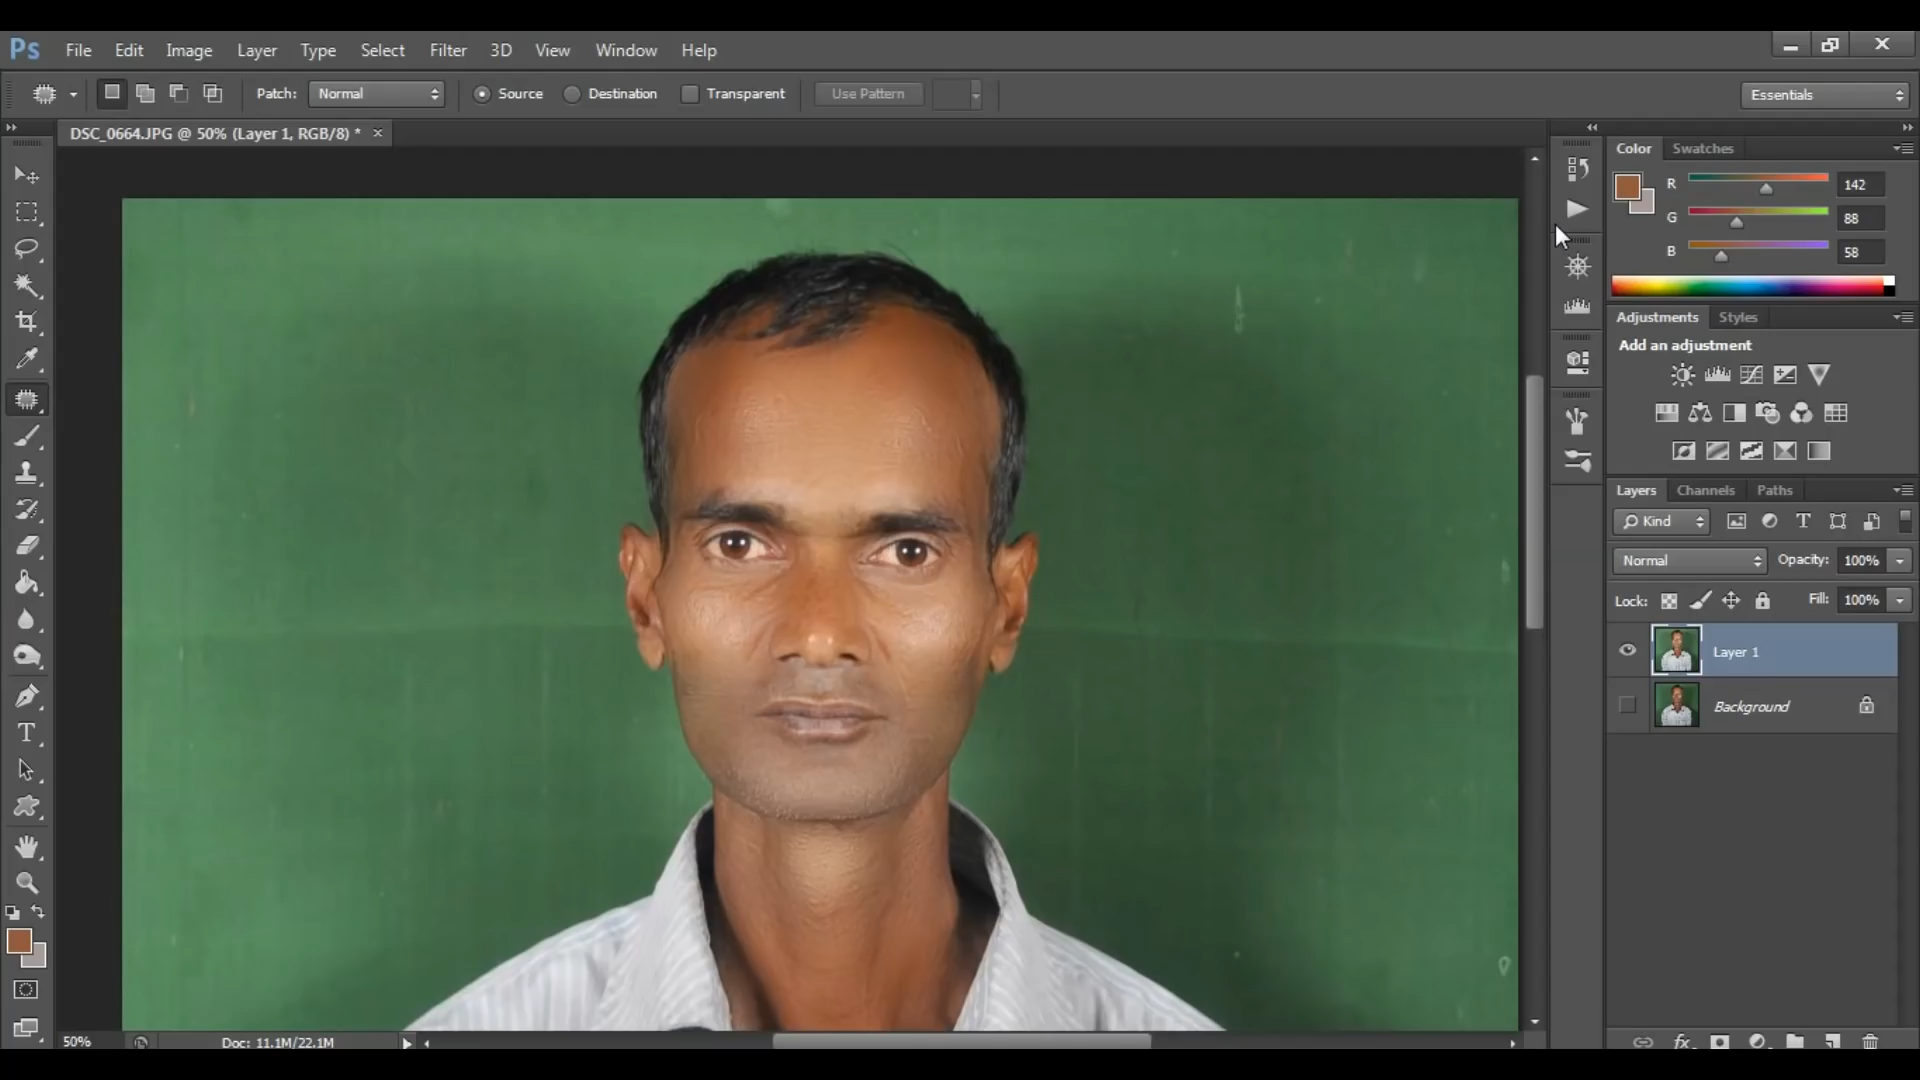 Ps File Edit Image Layer Type Select Filter 3D View Window Help
Patch: Normal Source Destination Transparent Use Pattern Essentials
DSC_0664.JPG @ 50% (Layer 1, RGB/8) * ×
Color Swatches
R 142
G 88
B 58
Adjustments Styles
Add an adjustment
Layers Channels Paths
Kind
Normal Opacity: 100%
Lock: Fill: 100%
Layer 1
Background
50% Doc: 11.1M/22.1M
fx